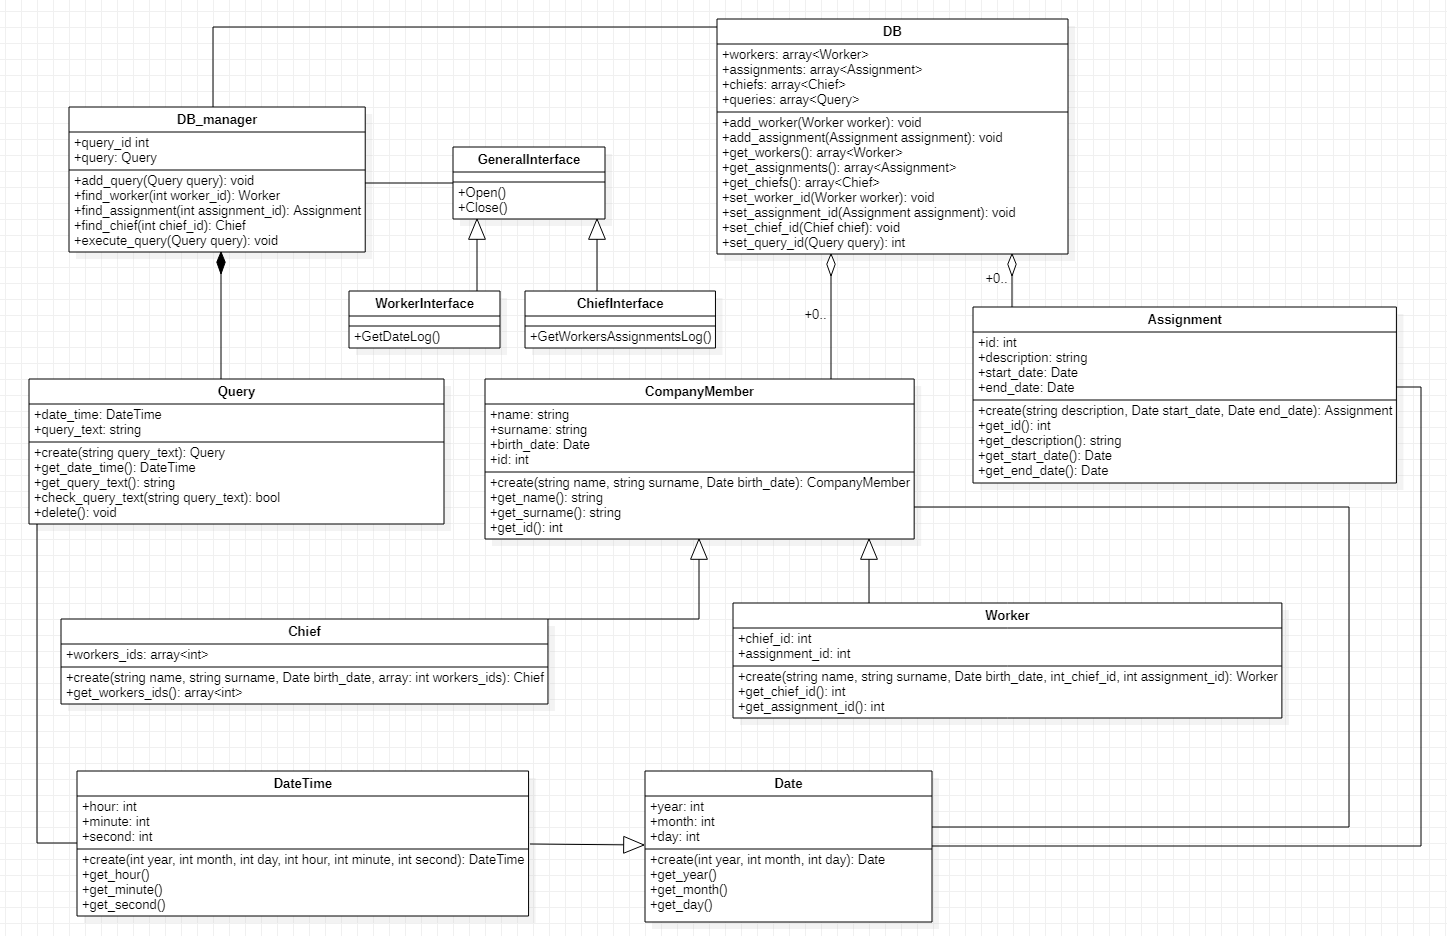 DB
+workers: array<Worker>
+assignments: array<Assignment>
+chiefs: array<Chief>
+queries: array<Query>
+add_worker(Worker worker): void
+add_assignment(Assignment assignment): void
+get_workers(): array<Worker>
+get_assignments(): array<Assignment>
+get_chiefs(): array<Chief>
+set_worker_id(Worker worker): void
+set_assignment_id(Assignment assignment): void
+set_chief_id(Chief chief): void
+set_query_id(Query query): int
DB_manager
+query_id int
+query: Query
+add_query(Query query): void
+find_worker(int worker_id): Worker
+find_assignment(int assignment_id): Assignment
+find_chief(int chief_id): Chief
+execute_query(Query query): void
GeneralInterface
+Open()
+Close()
WorkerInterface
+GetDateLog()
ChiefInterface
+GetWorkersAssignmentsLog()
+0..
+0..
Assignment
+id: int
+description: string
+start_date: Date
+end_date: Date
+create(string description, Date start_date, Date end_date): Assignment
+get_id(): int
+get_description(): string
+get_start_date(): Date
+get_end_date(): Date
Query
+date_time: DateTime
+query_text: string
+create(string query_text): Query
+get_date_time(): DateTime
+get_query_text(): string
+check_query_text(string query_text): bool
+delete(): void
CompanyMember
+name: string
+surname: string
+birth_date: Date
+id: int
+create(string name, string surname, Date birth_date): CompanyMember
+get_name(): string
+get_surname(): string
+get_id(): int
Chief
+workers_ids: array<int>
+create(string name, string surname, Date birth_date, array: int workers_ids): Chief
+get_workers_ids(): array<int>
Worker
+chief_id: int
+assignment_id: int
+create(string name, string surname, Date birth_date, int_chief_id, int assignment_id): Worker
+get_chief_id(): int
+get_assignment_id(): int
DateTime
+hour: int
+minute: int
+second: int
+create(int year, int month, int day, int hour, int minute, int second): DateTime
+get_hour()
+get_minute()
+get_second()
Date
+year: int
+month: int
+day: int
+create(int year, int month, int day): Date
+get_year()
+get_month()
+get_day()